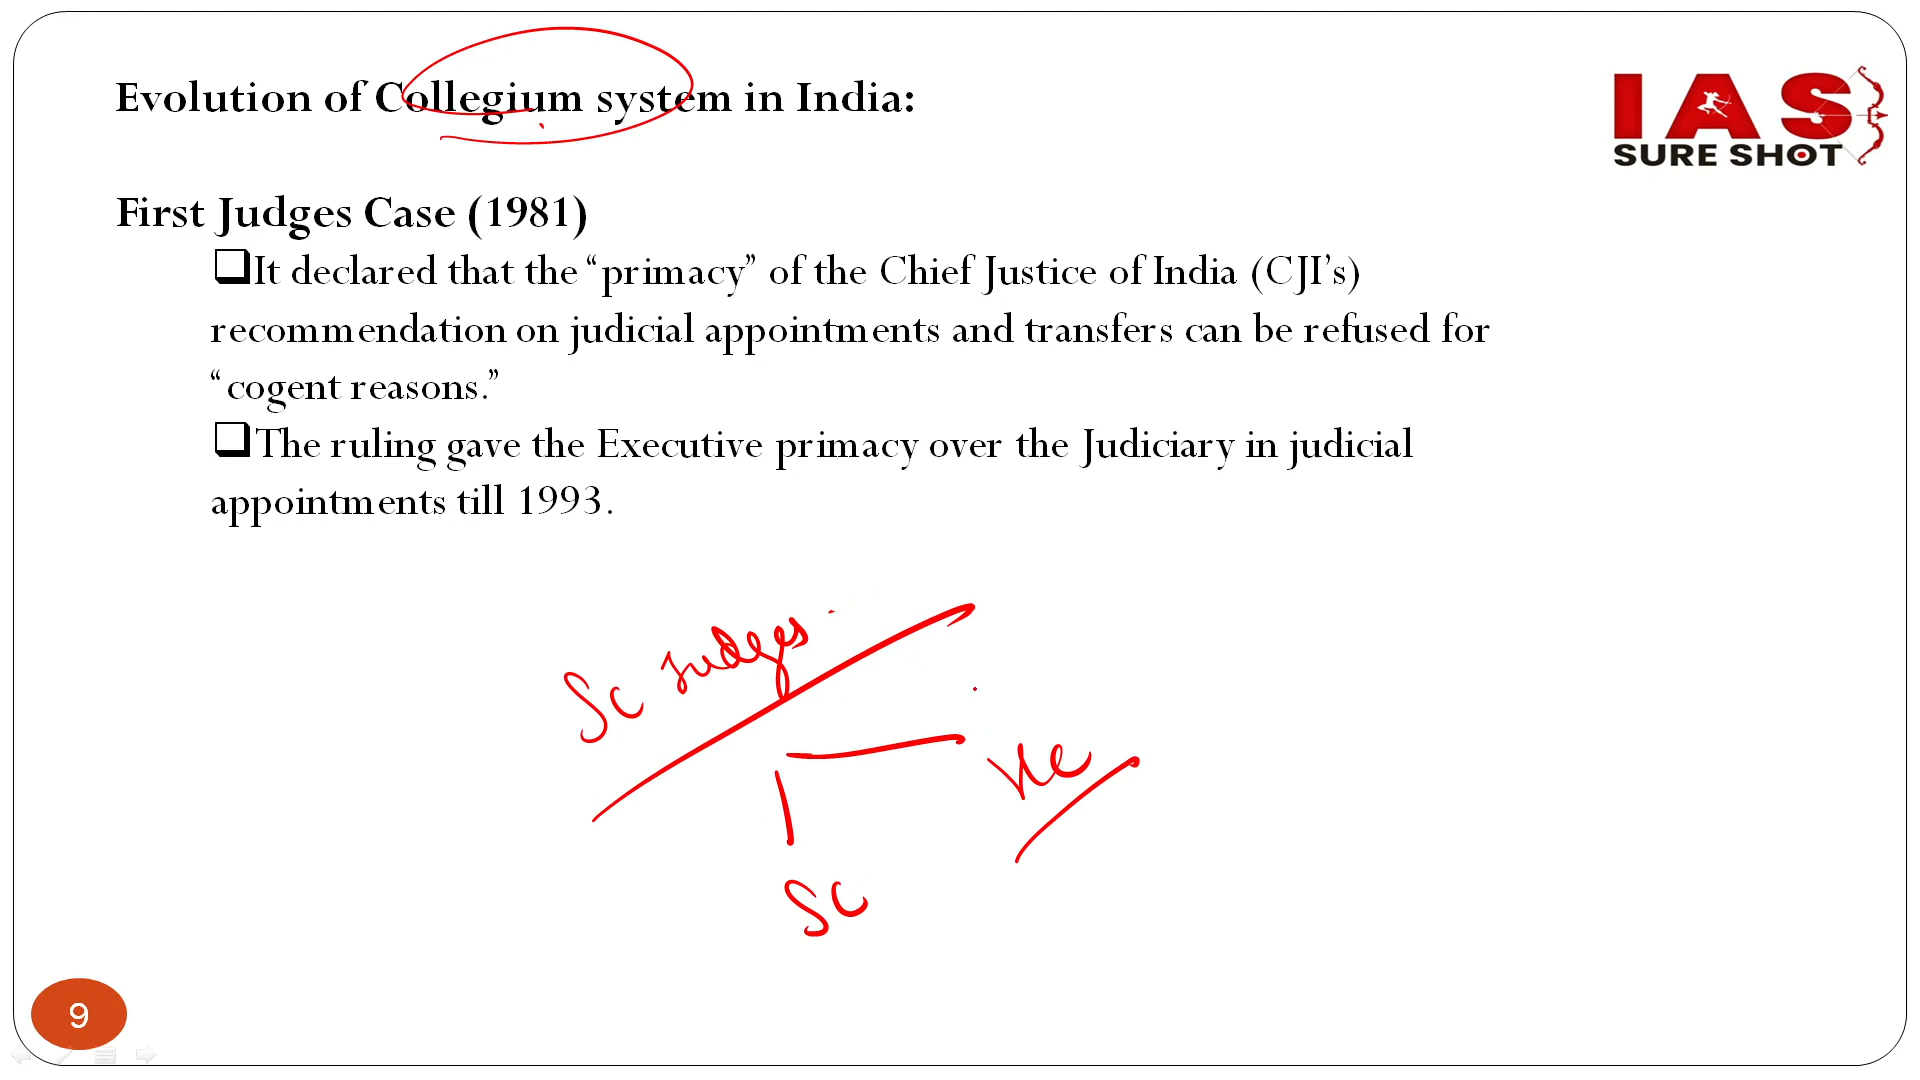 Evolution of Collegium system in India:
IAS
SURE SHOT
First Judges Case (1981)
It declared that the “primacy” of the Chief Justice of India (CJI’s)
recommendation on judicial appointments and transfers can be refused for
“cogent reasons.”
The ruling gave the Executive primacy over the Judiciary in judicial
appointments till 1993.
SC Judges
HC
SC
9